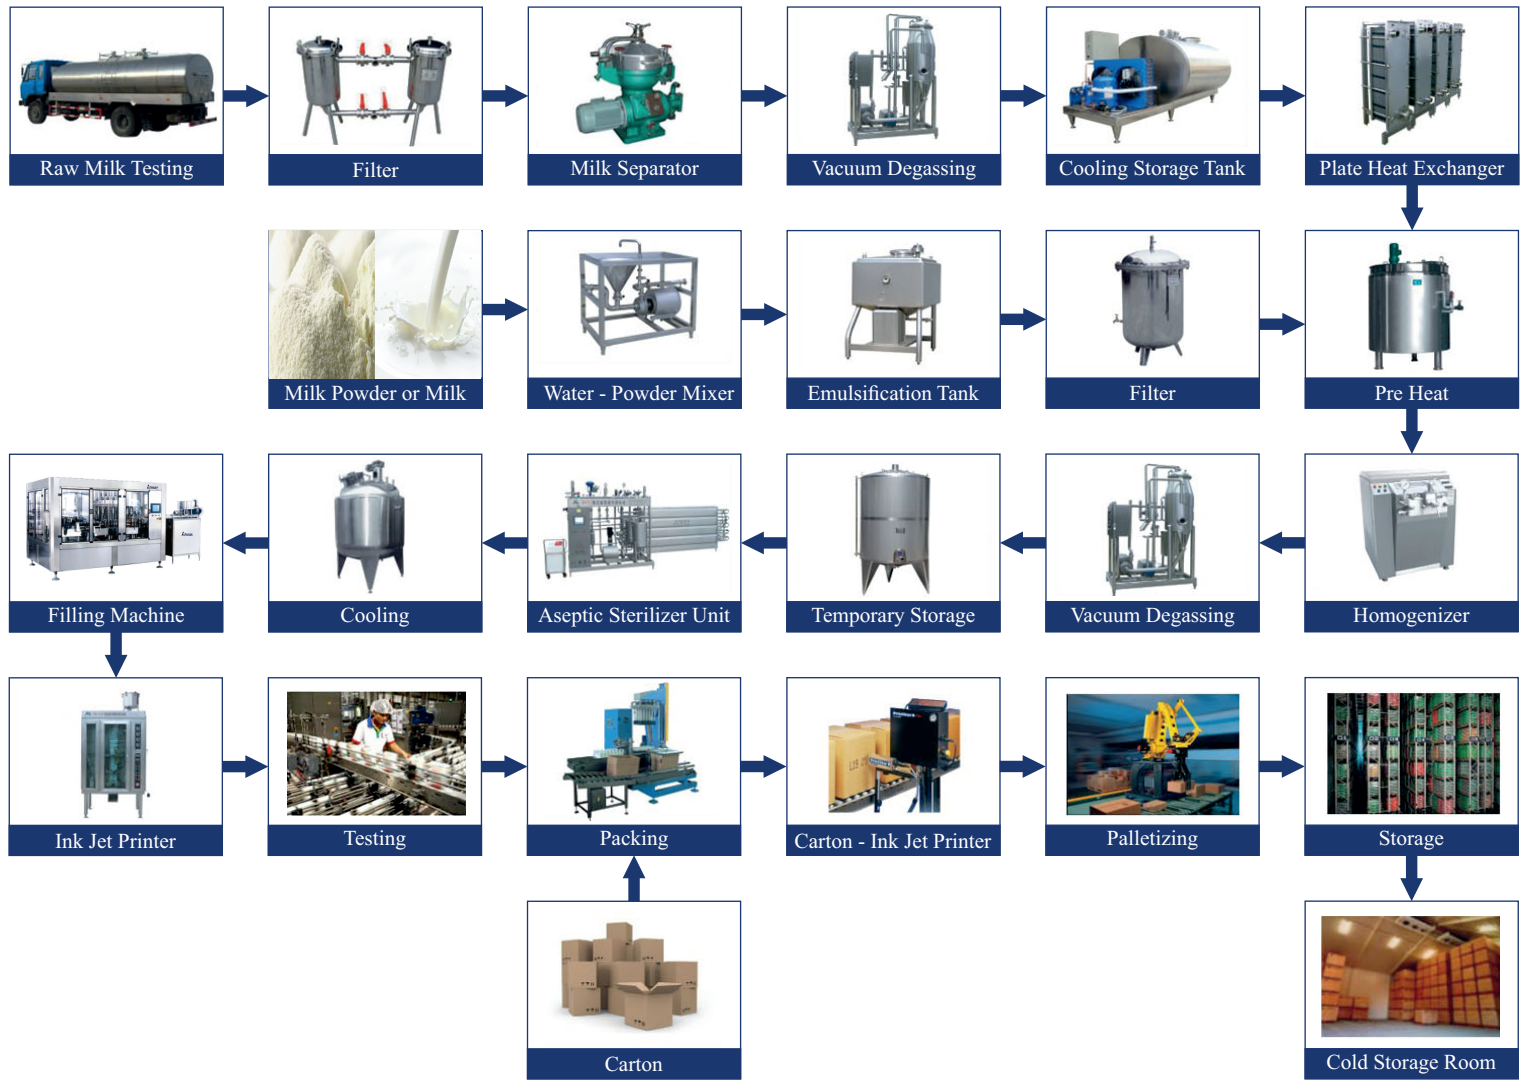 Raw Milk Testing
Filter
Milk Separator
Vacuum Degassing
Cooling Storage Tank
Plate Heat Exchanger
Milk Powder or Milk
Water - Powder Mixer
Emulsification Tank
Filter
Pre Heat
Filling Machine
Cooling
Aseptic Sterilizer Unit
Temporary Storage
Vacuum Degassing
Homogenizer
Ink Jet Printer
Testing
Packing
Carton - Ink Jet Printer
Palletizing
Storage
Carton
Cold Storage Room